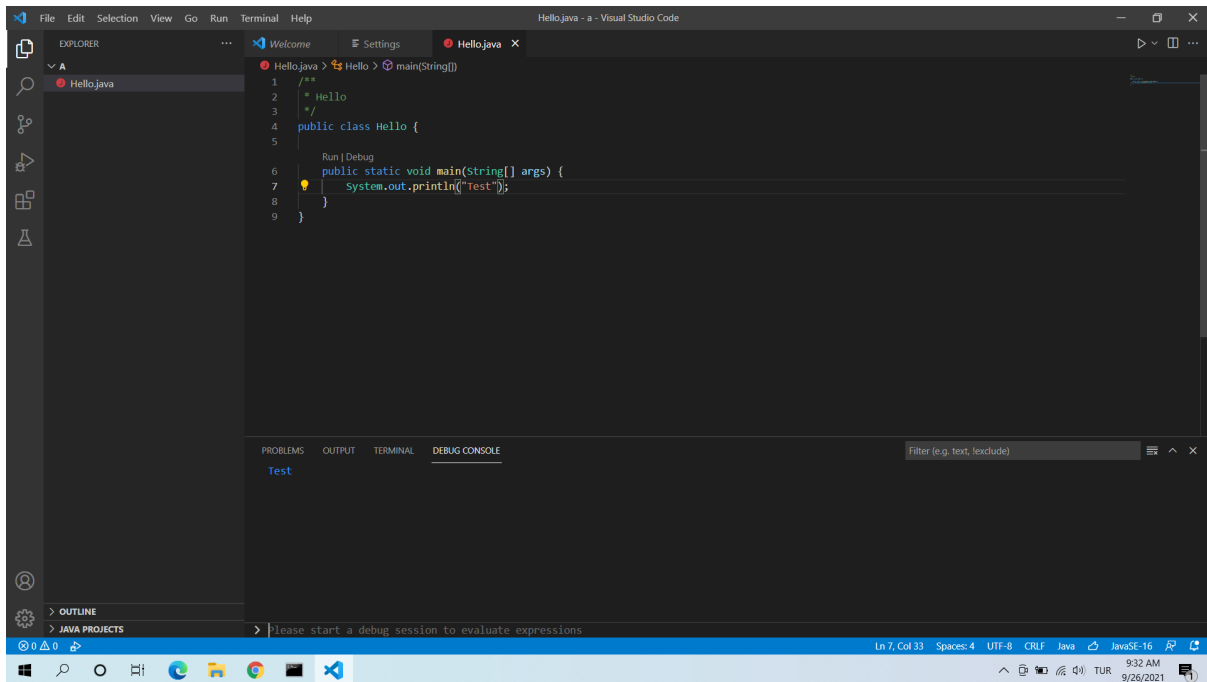 File Edit Selection View Go Run Terminal Help Hello.java - a - Visual Studio Code
EXPLORER
Welcome Settings Hello.java
A
Hello.java > Hello > main(String[])
Hello.java
1 /**
2 * Hello
3 */
4 public class Hello {
5
Run | Debug
6 public static void main(String[] args) {
7 System.out.println("Test");
8 }
9 }
PROBLEMS OUTPUT TERMINAL DEBUG CONSOLE Filter (e.g. text, !exclude)
Test
OUTLINE
JAVA PROJECTS
Please start a debug session to evaluate expressions
0 0 Ln 7, Col 33 Spaces: 4 UTF-8 CRLF Java JavaSE-16
TUR 9:32 AM
9/26/2021